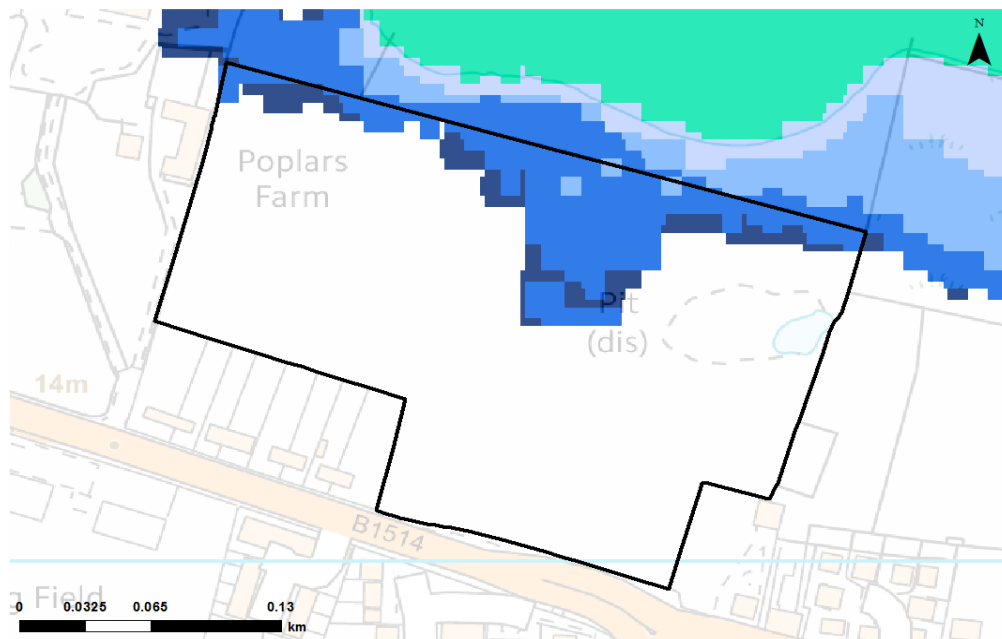 N
Poplars
Farm
Pit
(dis)
14m
B1514
g Field
0 0.0325 0.065 0.13
km